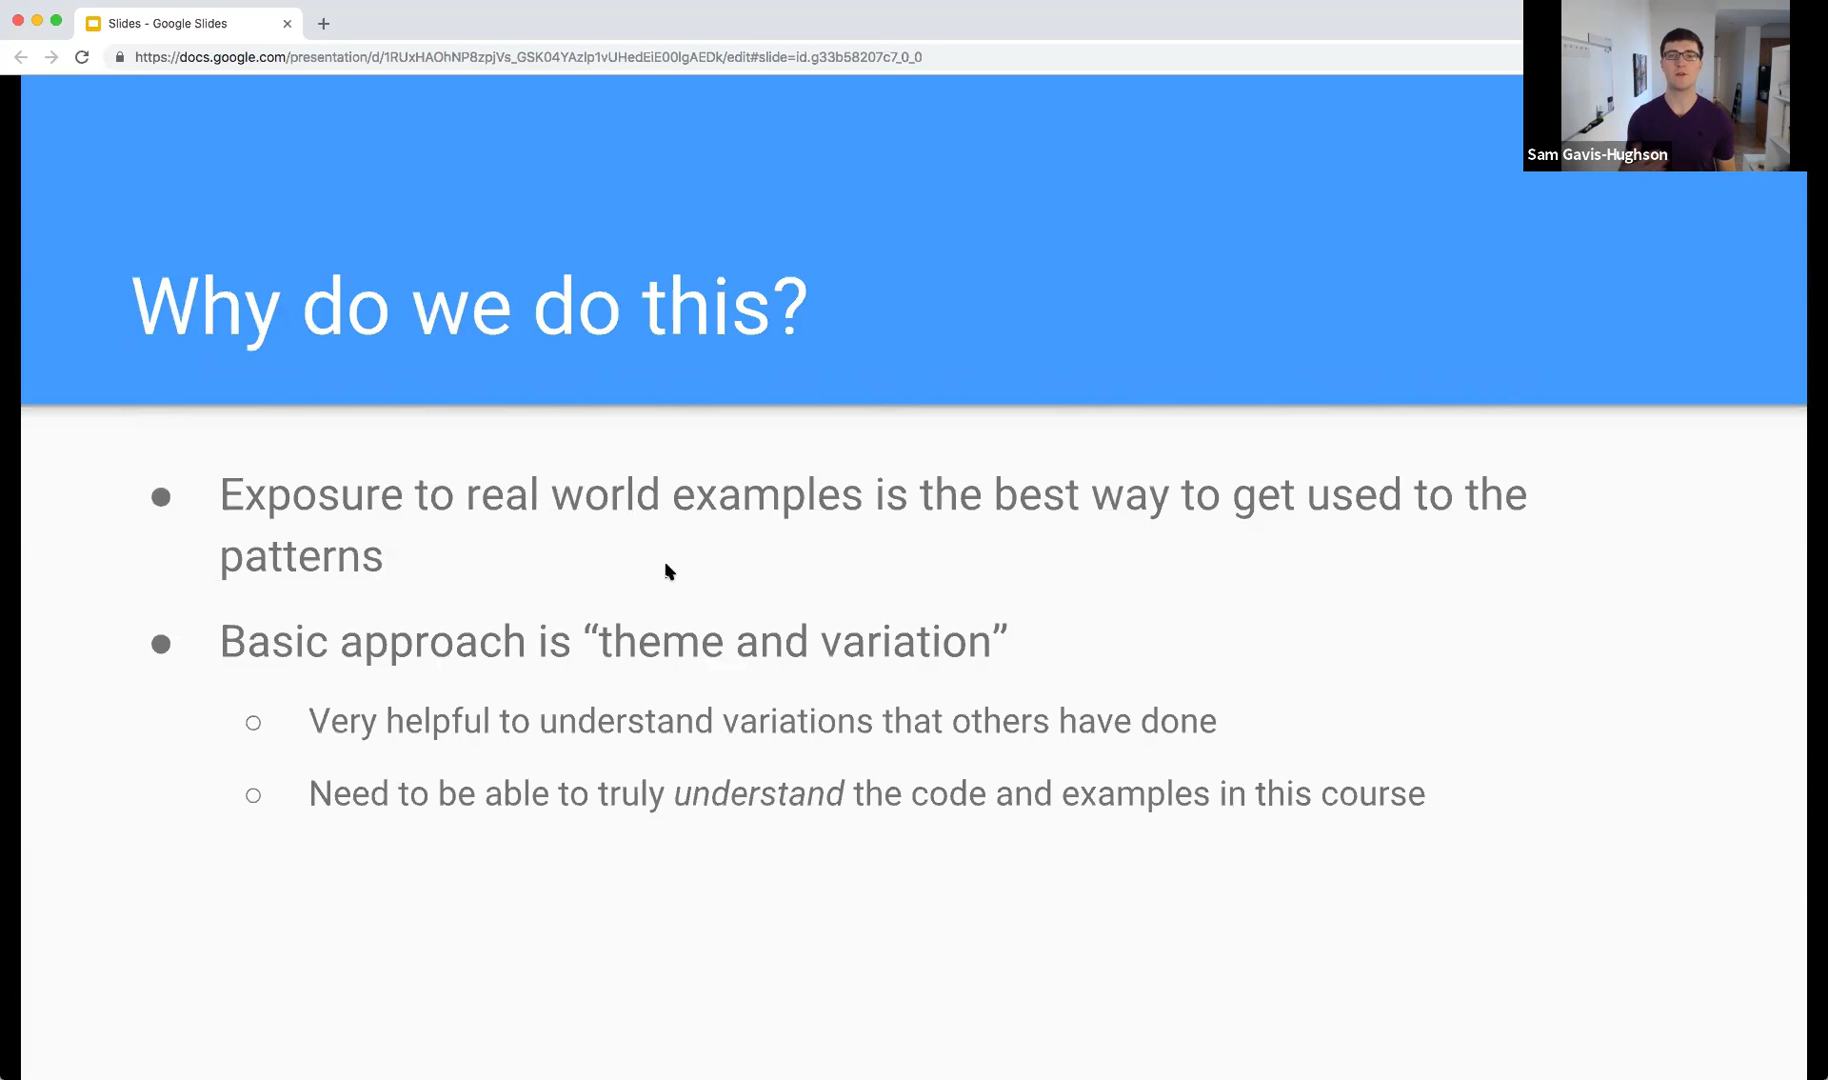 Slides - Google Slides
https://docs.google.com/presentation/d/1RUxHAOhNP8zpjVs_GSK04YAzlp1vUHedEiE00lgAEDk/edit#slide=id.g33b58207c7_0_0
Sam Gavis-Hughson
Why do we do this?
● Exposure to real world examples is the best way to get used to the
patterns
● Basic approach is “theme and variation”
○ Very helpful to understand variations that others have done
○ Need to be able to truly understand the code and examples in this course